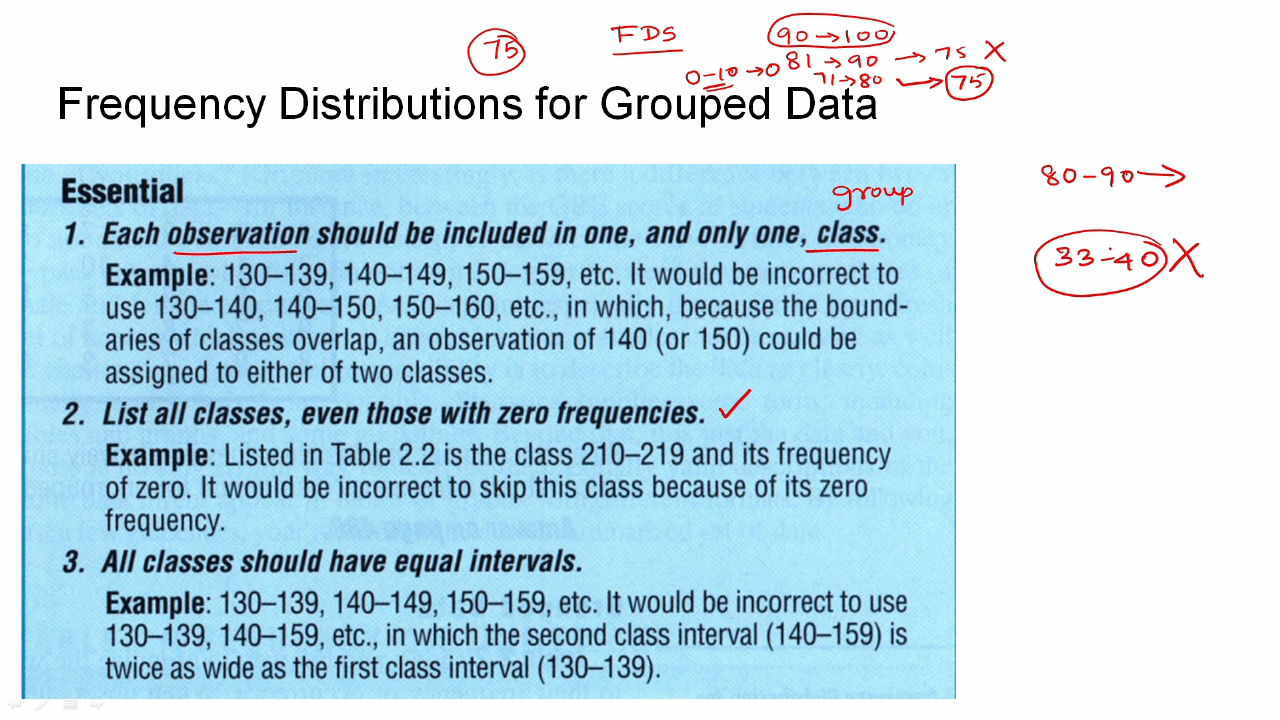 75 FDS 90→100
81→90 → 75 X
0-10→0 71→80 → 75
Frequency Distributions for Grouped Data
80-90→
33-40 X
Essential
group
1. Each observation should be included in one, and only one, class.
Example: 130–139, 140–149, 150–159, etc. It would be incorrect to
use 130–140, 140–150, 150–160, etc., in which, because the bound-
aries of classes overlap, an observation of 140 (or 150) could be
assigned to either of two classes.
2. List all classes, even those with zero frequencies. ✓
Example: Listed in Table 2.2 is the class 210–219 and its frequency
of zero. It would be incorrect to skip this class because of its zero
frequency.
3. All classes should have equal intervals.
Example: 130–139, 140–149, 150–159, etc. It would be incorrect to use
130–139, 140–159, etc., in which the second class interval (140–159) is
twice as wide as the first class interval (130–139).